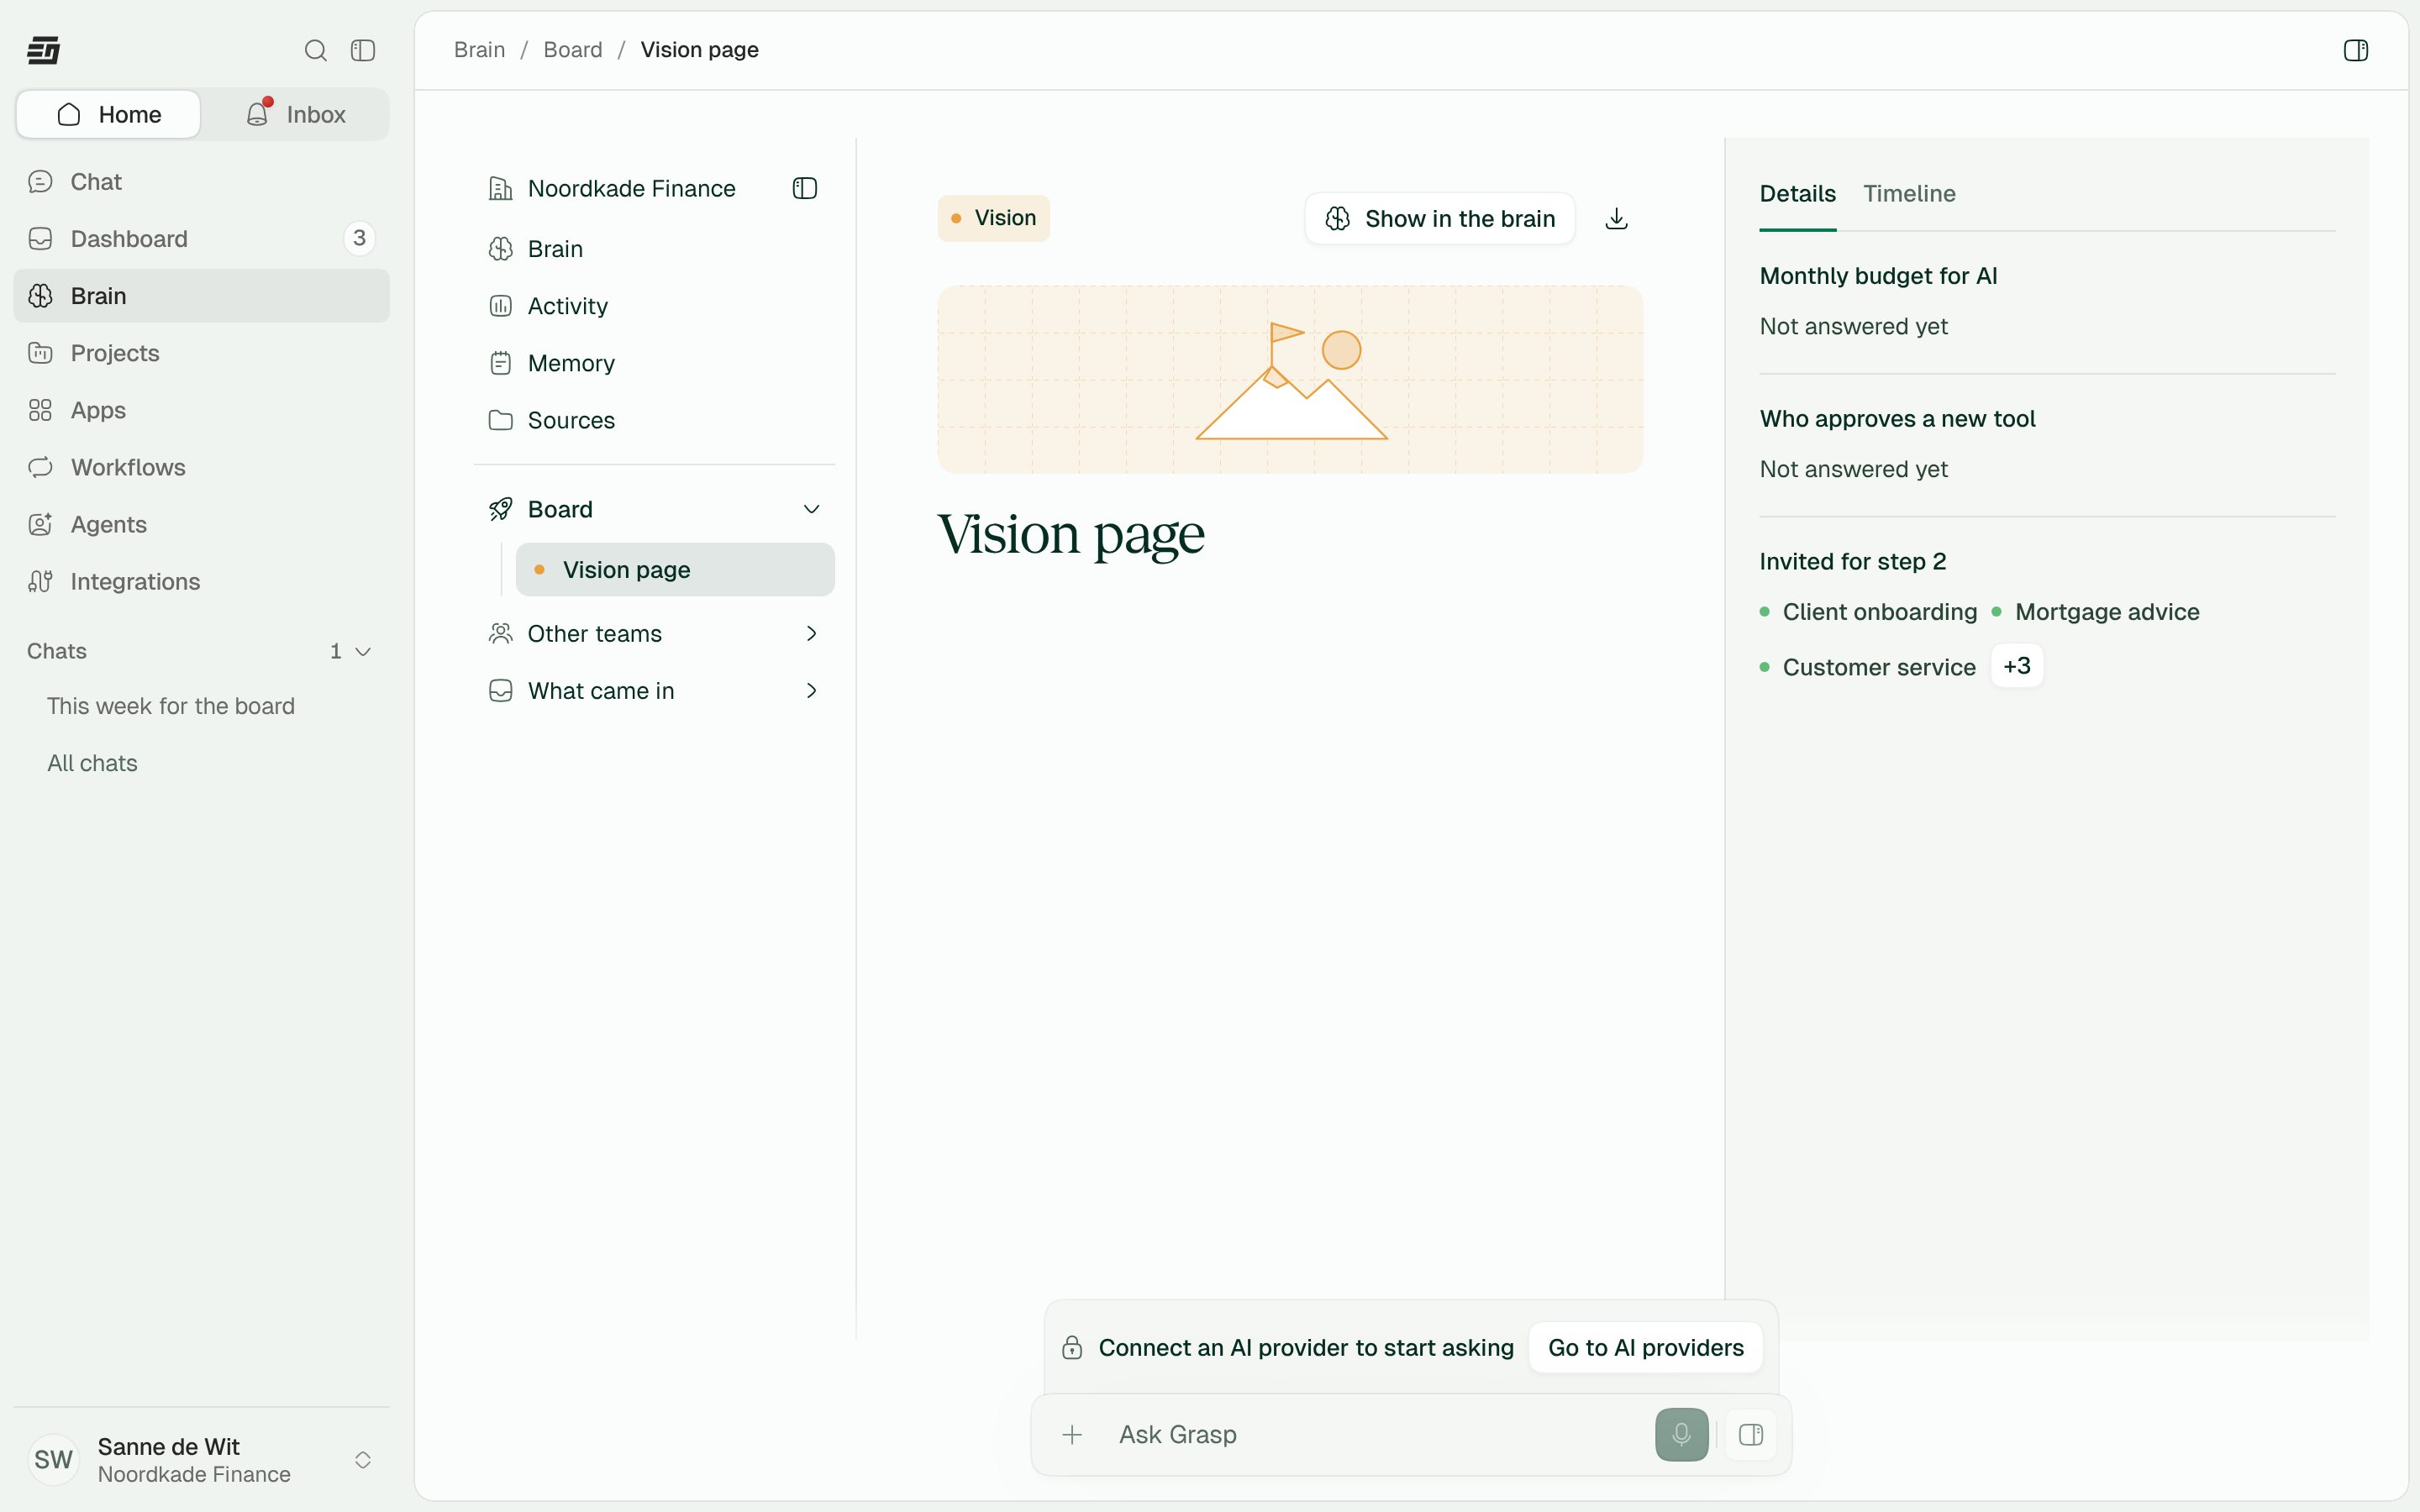 Brain / Board / Vision page
Home
Inbox
Chat
Dashboard 3
Brain
Projects
Apps
Workflows
Agents
Integrations
Chats 1
This week for the board
All chats
SW
Sanne de Wit
Noordkade Finance
Noordkade Finance
Brain
Activity
Memory
Sources
Board
Vision page
Other teams
What came in
Vision
Show in the brain
Vision page
Details Timeline
Monthly budget for AI
Not answered yet
Who approves a new tool
Not answered yet
Invited for step 2
Client onboarding Mortgage advice
Customer service +3
Connect an AI provider to start asking Go to AI providers
Ask Grasp